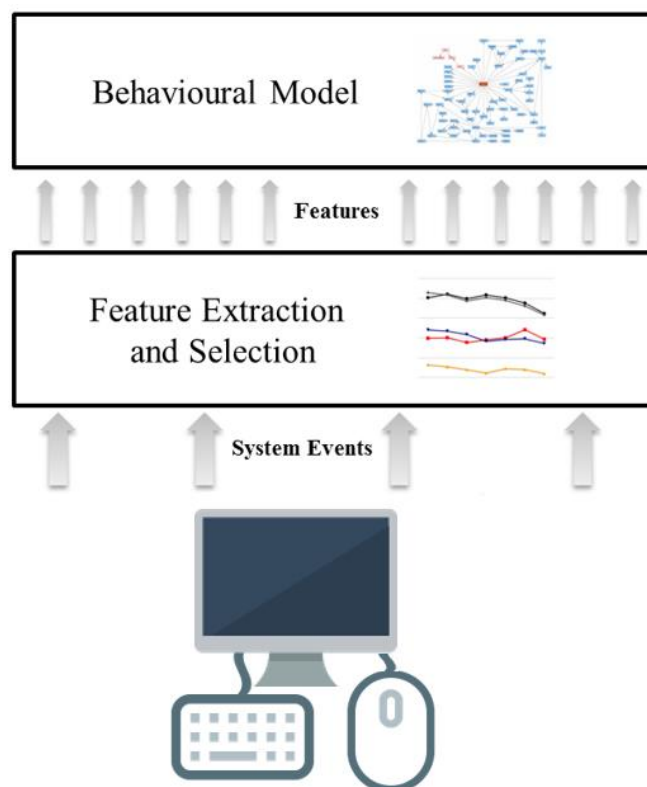 Behavioural Model
Features
Feature Extraction
and Selection
System Events